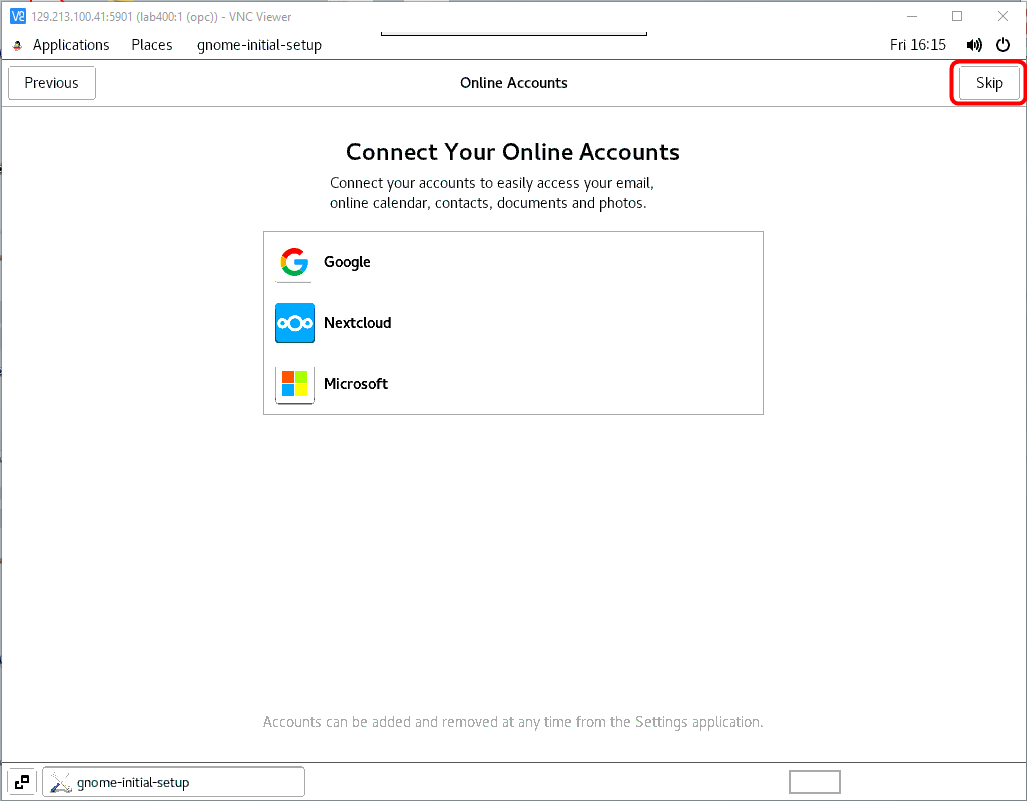 129.213.100.41:5901 (lab400:1 (opc)) - VNC Viewer
Applications Places gnome-initial-setup Fri 16:15
Previous Online Accounts Skip
Connect Your Online Accounts
Connect your accounts to easily access your email,
online calendar, contacts, documents and photos.
Google
Nextcloud
Microsoft
Accounts can be added and removed at any time from the Settings application.
gnome-initial-setup